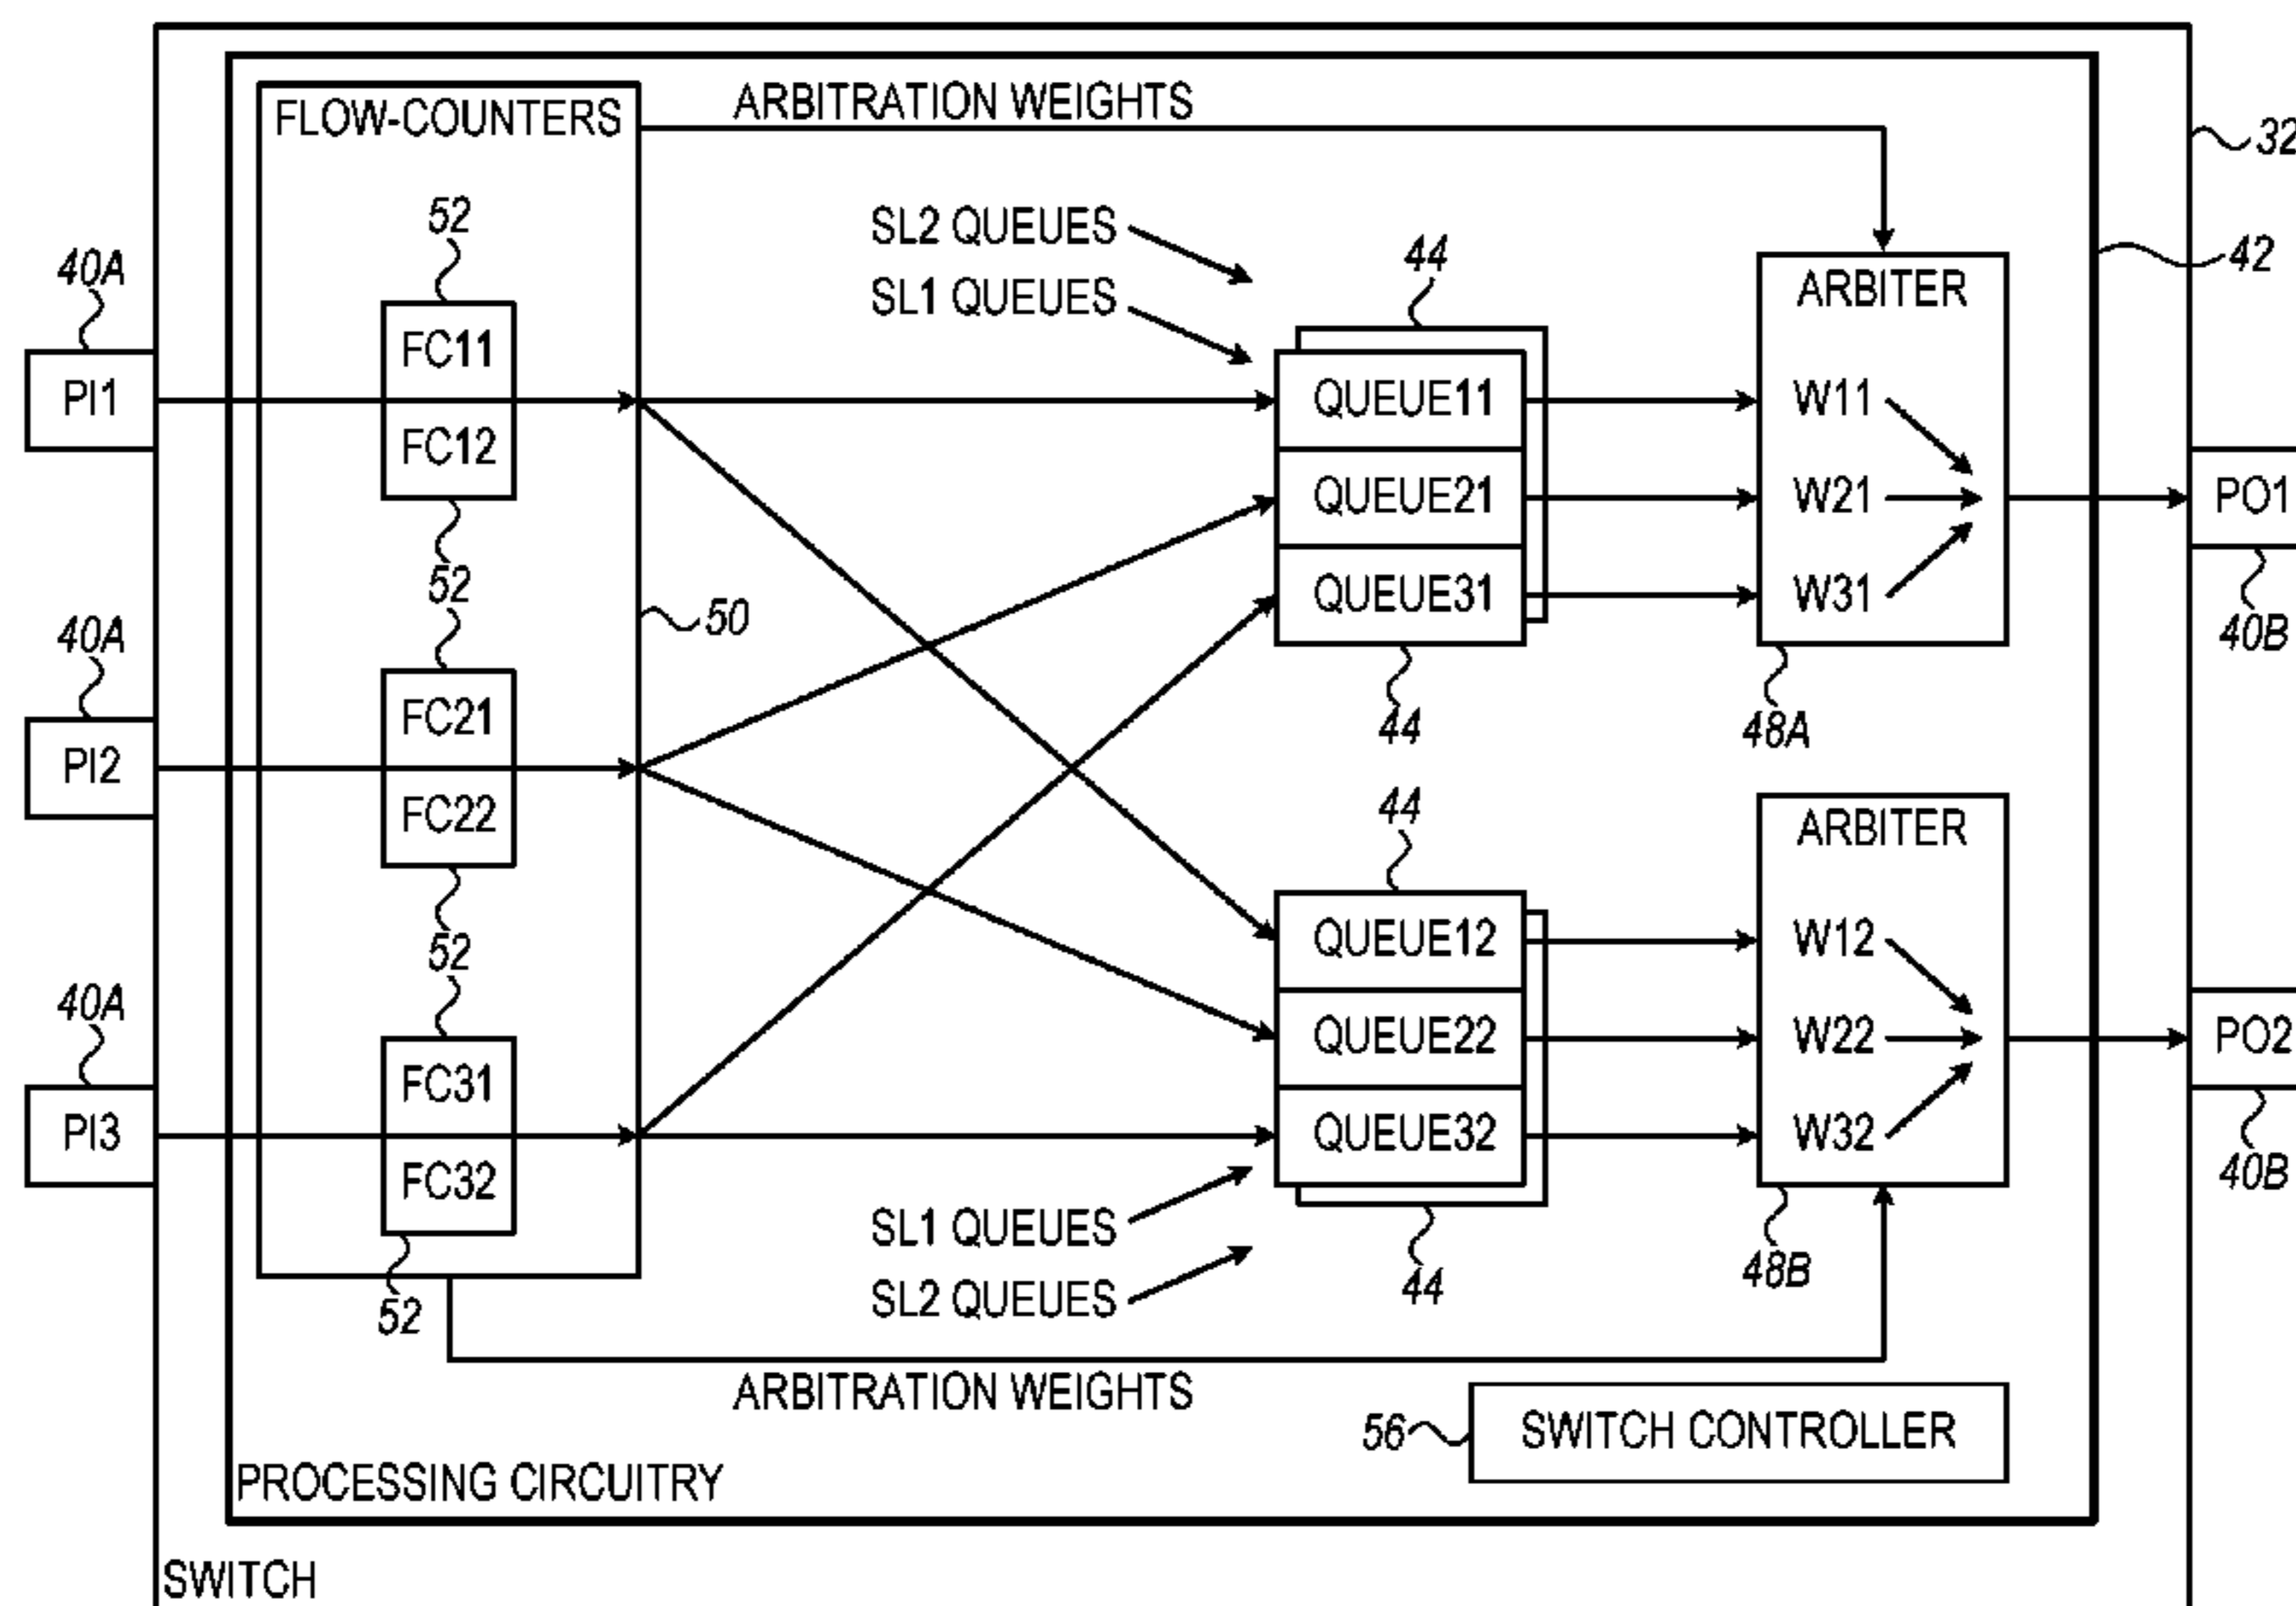 FLOW-COUNTERS
ARBITRATION WEIGHTS
32
52
SL2 QUEUES
44
42
40A
SL1 QUEUES
ARBITER
FC11
PI1
QUEUE11
W11
FC12
QUEUE21
W21
PO1
52
QUEUE31
W31
50
40A
40B
52
FC21
44
48A
PI2
FC22
44
ARBITER
52
QUEUE12
W12
40A
QUEUE22
W22
PO2
FC31
PI3
QUEUE32
W32
FC32
40B
SL1 QUEUES
44
48B
SL2 QUEUES
52
ARBITRATION WEIGHTS
56
SWITCH CONTROLLER
PROCESSING CIRCUITRY
SWITCH